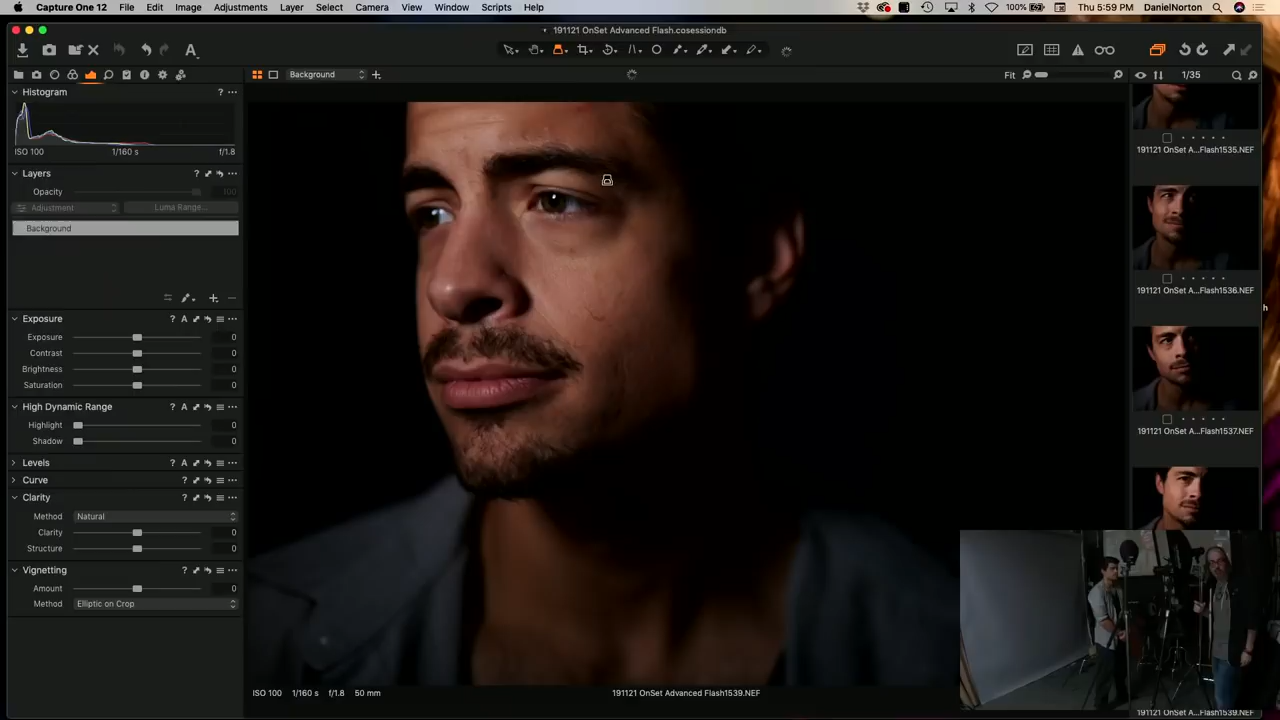 Capture One 12 File Edit Image Adjustments Layer Select Camera View Window Scripts Help 100% Thu 5:59 PM DanielNorton
191121 OnSet Advanced Flash.cosessiondb
Background Fit 1/35
Histogram
ISO 100 1/160 s f/1.8
Layers
Opacity 100
Adjustment Luma Range...
Background
Exposure
Exposure 0
Contrast 0
Brightness 0
Saturation 0
High Dynamic Range
Highlight 0
Shadow 0
Levels
Curve
Clarity
Method Natural
Clarity 0
Structure 0
Vignetting
Amount 0
Method Elliptic on Crop
ISO 100 1/160 s f/1.8 50 mm 191121 OnSet Advanced Flash1539.NEF
191121 OnSet A...Flash1535.NEF
191121 OnSet A...Flash1536.NEF
191121 OnSet A...Flash1537.NEF
191121 OnSet A...Flash1539.NEF